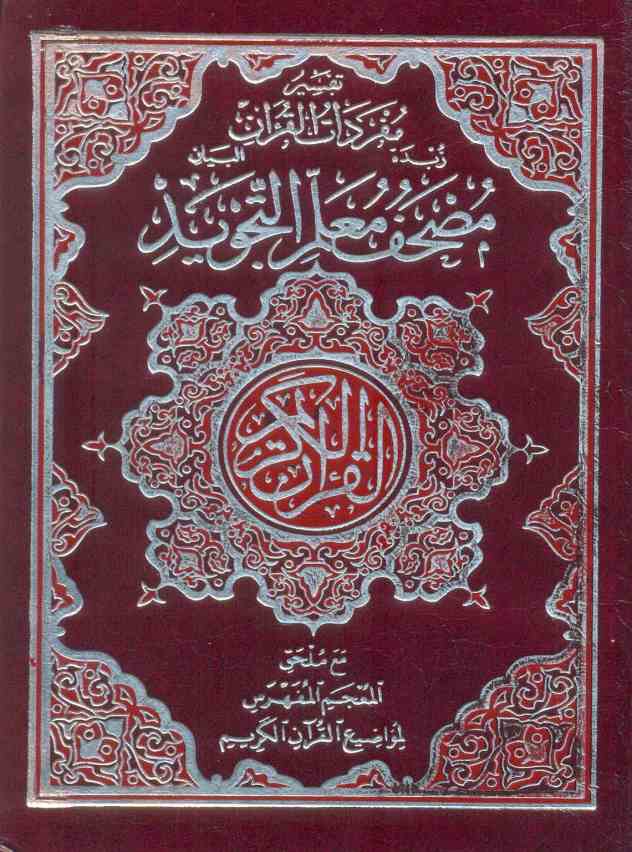 تفسير
مفردات القرآن
زبدة البيان
مصحف معلم التجويد
القرآن الكريم
مع ملحق
المعجم المفهرس
لمواضيع القرآن الكريم